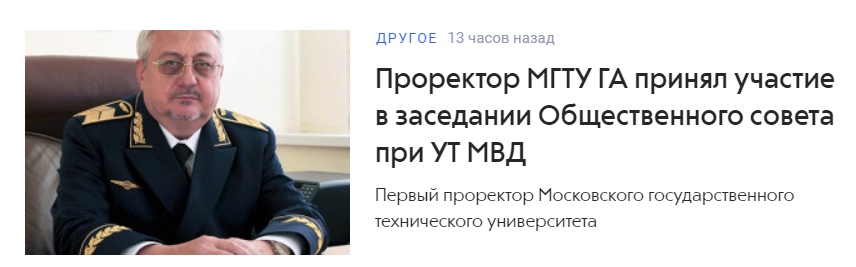 ДРУГОЕ 13 часов назад
Проректор МГТУ ГА принял участие
в заседании Общественного совета
при УТ МВД
Первый проректор Московского государственного
технического университета